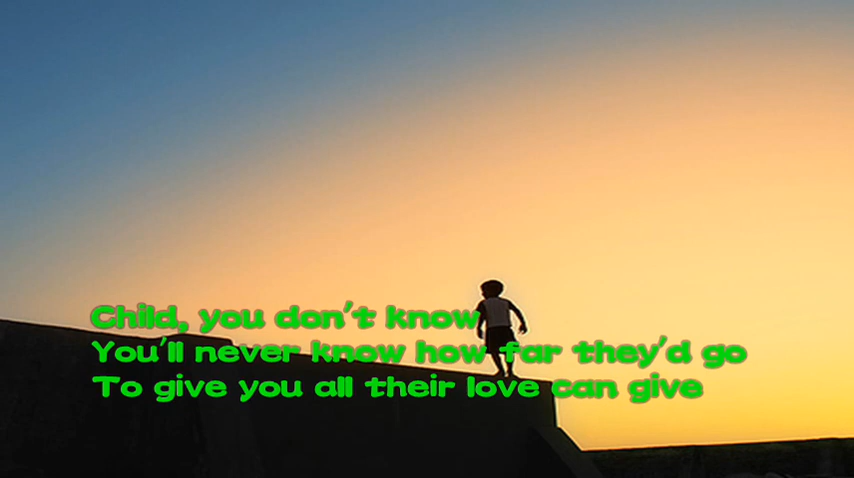 Child, you don't know
You'll never know how far they'd go
To give you all their love can give